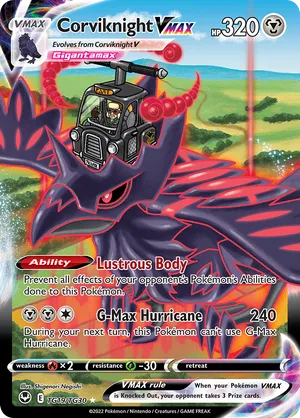 VMAX Corviknight VMAX HP 320
Evolves from Corviknight V
Gigantamax
Ability Lustrous Body
Prevent all effects of your opponent's Pokémon's Abilities
done to this Pokémon.
G-Max Hurricane 240
During your next turn, this Pokémon can't use G-Max
Hurricane.
weakness ×2 resistance -30 retreat
Illus. Shigenori Negishi
VMAX rule When your Pokémon VMAX
is Knocked Out, your opponent takes 3 Prize cards.
E TG19/TG30
©2022 Pokémon / Nintendo / Creatures / GAME FREAK